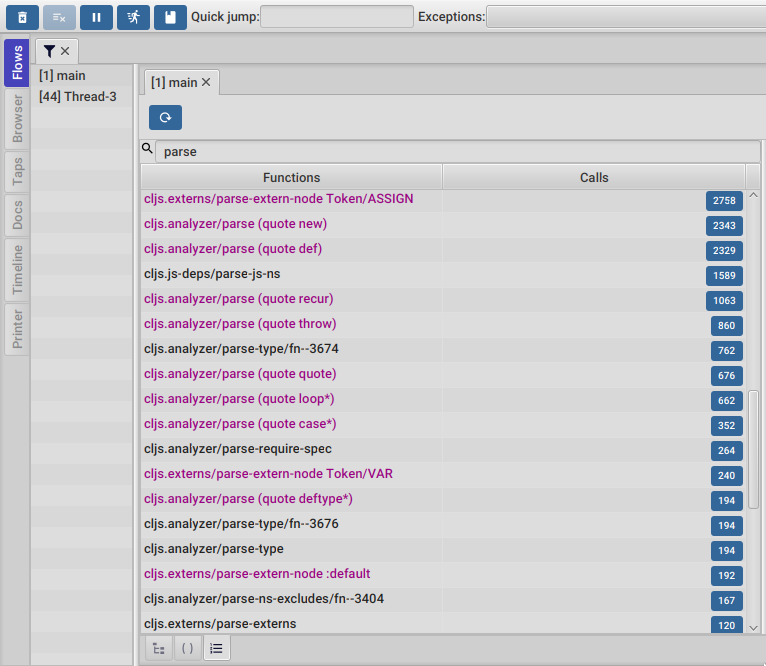 Quick jump: Exceptions:
Flows
Browser
Taps
Docs
Timeline
Printer
[1] main
[44] Thread-3
[1] main
parse
Functions Calls
cljs.externs/parse-extern-node Token/ASSIGN 2758
cljs.analyzer/parse (quote new) 2343
cljs.analyzer/parse (quote def) 2329
cljs.js-deps/parse-js-ns 1589
cljs.analyzer/parse (quote recur) 1063
cljs.analyzer/parse (quote throw) 860
cljs.analyzer/parse-type/fn--3674 762
cljs.analyzer/parse (quote quote) 676
cljs.analyzer/parse (quote loop*) 662
cljs.analyzer/parse (quote case*) 352
cljs.analyzer/parse-require-spec 264
cljs.externs/parse-extern-node Token/VAR 240
cljs.analyzer/parse (quote deftype*) 194
cljs.analyzer/parse-type/fn--3676 194
cljs.analyzer/parse-type 194
cljs.externs/parse-extern-node :default 192
cljs.analyzer/parse-ns-excludes/fn--3404 167
cljs.externs/parse-externs 120
( )